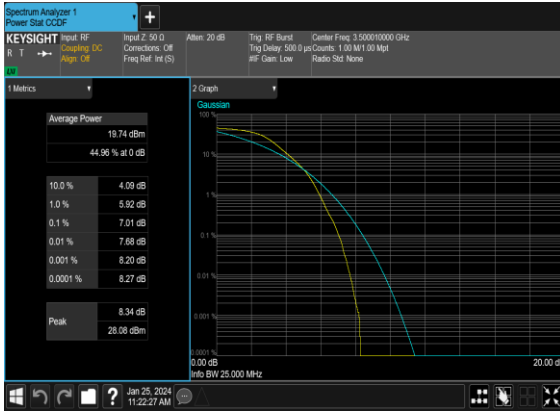 Spectrum Analyzer 1
Power Stat CCDF
KEYSIGHT
R T
LV
Input: RF
Coupling: DC
Align: Off
Input Z: 50 Ω
Corrections: Off
Freq Ref: Int (S)
Atten: 20 dB
Trig: RF Burst
Trig Delay: 500.0 µs
#IF Gain: Low
Center Freq: 3.500010000 GHz
Counts: 1.00 M/1.00 Mpt
Radio Std: None
1 Metrics
Average Power
19.74 dBm
44.96 % at 0 dB
10.0 % 4.09 dB
1.0 % 5.92 dB
0.1 % 7.01 dB
0.01 % 7.68 dB
0.001 % 8.20 dB
0.0001 % 8.27 dB
Peak
8.34 dB
28.08 dBm
2 Graph
Gaussian
100 %
10 %
1 %
0.1 %
0.01 %
0.001 %
0.0001 %
0.00 dB
20.00 d
Info BW 25.000 MHz
?
Jan 25, 2024
11:22:27 AM